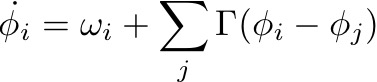 $\dot{\phi}_i = \omega_i + \sum_j \Gamma(\phi_i - \phi_j)$